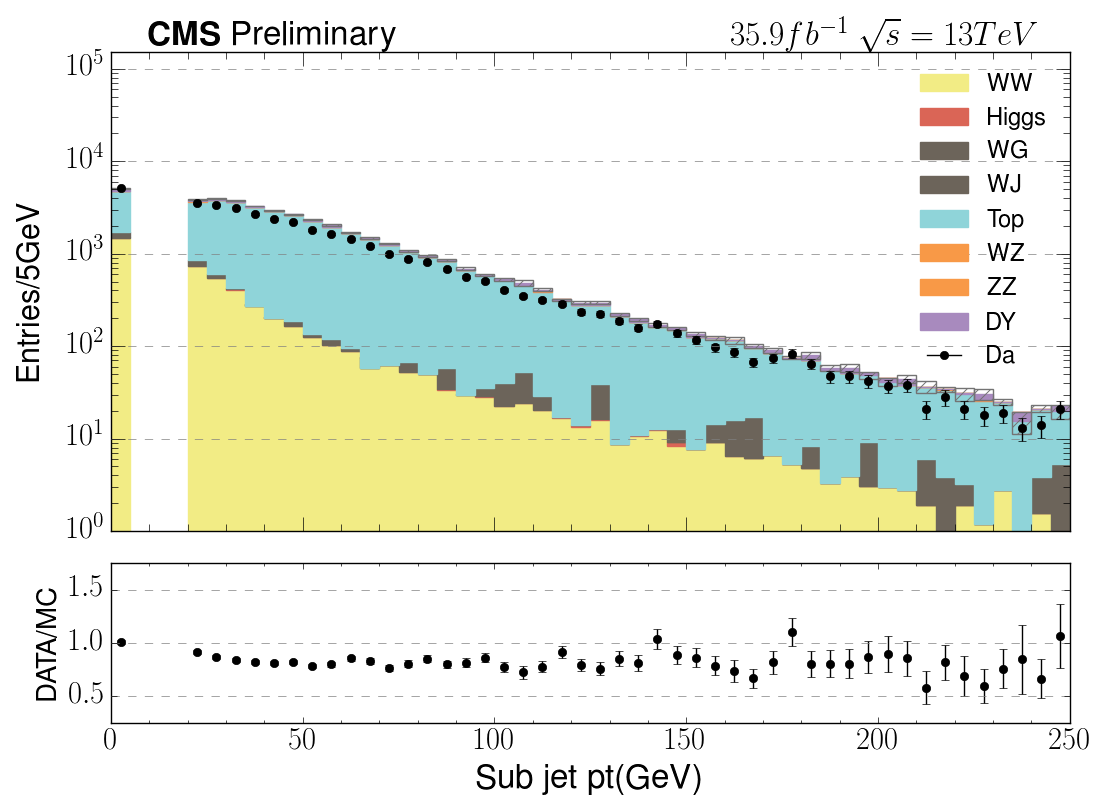 CMS Preliminary 35.9fb⁻¹ √s = 13TeV
10⁵
10⁴
10³
10²
10¹
10⁰
Entries/5GeV
WW
Higgs
WG
WJ
Top
WZ
ZZ
DY
Da
1.5
1.0
0.5
DATA/MC
0 50 100 150 200 250
Sub jet pt(GeV)